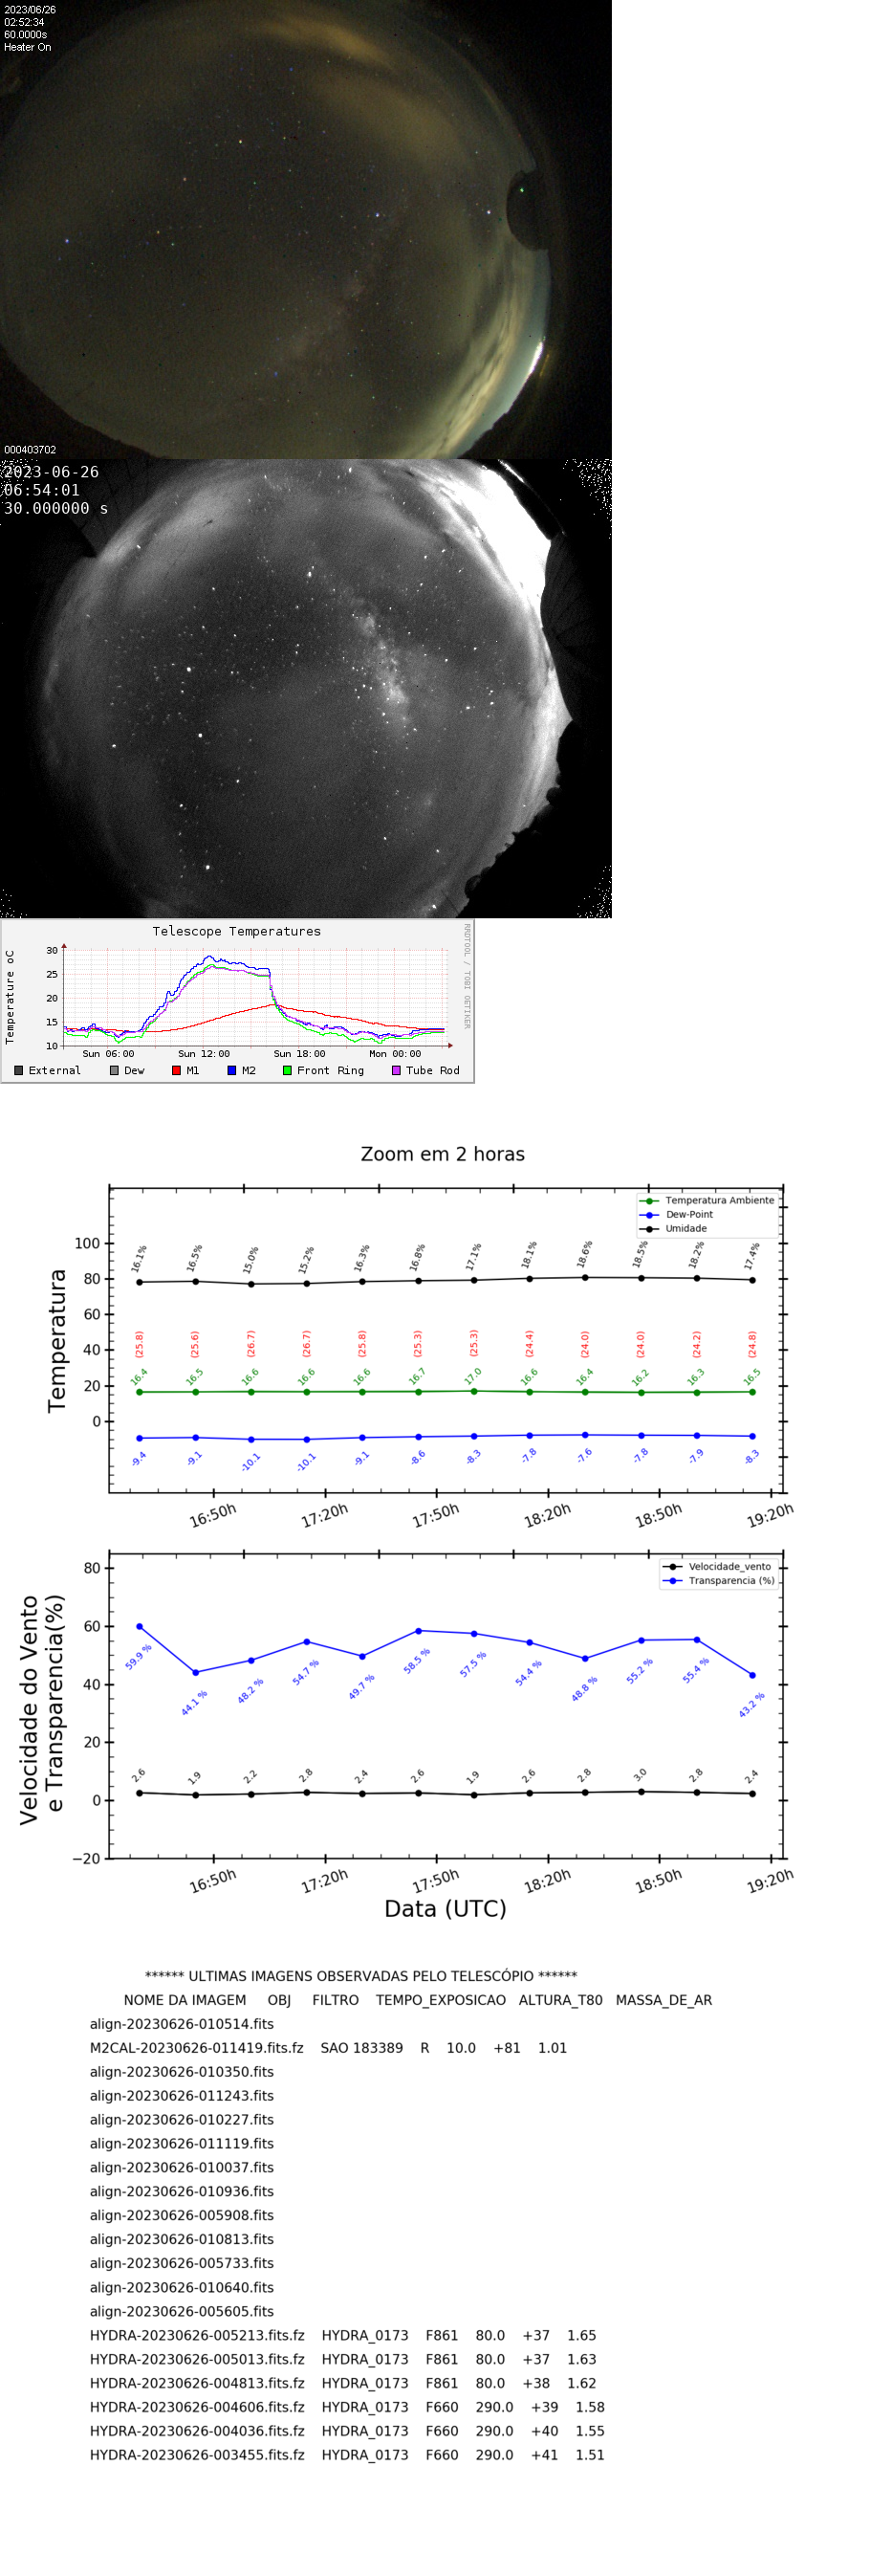 2023/06/26
02:52:34
60.0000s
Heater On
000403702
2023-06-26
06:54:01
30.000000 s
Telescope Temperatures
RRDTOOL / TOBI OETIKER
Temperature oC
30
25
20
15
10
Sun 06:00 Sun 12:00 Sun 18:00 Mon 00:00
External Dew M1 M2 Front Ring Tube Rod
Zoom em 2 horas
Temperatura Ambiente
Dew-Point
Umidade
Temperatura
100
80
60
40
20
0
16.1% 16.5% 15.0% 15.2% 16.3% 16.8% 17.1% 18.1% 18.6% 18.5% 18.2% 17.4%
(25.8) (25.6) (26.7) (26.7) (25.8) (25.3) (25.3) (24.4) (24.0) (24.0) (24.2) (24.8)
16.4 16.5 16.6 16.6 16.6 16.7 17.0 16.6 16.4 16.2 16.3 16.5
-9.4 -9.1 -10.1 -10.1 -9.1 -8.6 -8.3 -7.8 -7.6 -7.8 -7.9 -8.3
16:50h 17:20h 17:50h 18:20h 18:50h 19:20h
Velocidade_vento
Transparencia (%)
Velocidade do Vento
e Transparencia(%)
80
60
40
20
0
−20
59.9 % 44.1 % 48.2 % 54.7 % 49.7 % 58.5 % 57.5 % 54.4 % 48.8 % 55.2 % 55.4 % 43.2 %
2.6 1.9 2.2 2.8 2.4 2.6 1.9 2.6 2.8 3.0 2.8 2.4
16:50h 17:20h 17:50h 18:20h 18:50h 19:20h
Data (UTC)
****** ULTIMAS IMAGENS OBSERVADAS PELO TELESCÓPIO ******
NOME DA IMAGEM OBJ FILTRO TEMPO_EXPOSICAO ALTURA_T80 MASSA_DE_AR
align-20230626-010514.fits
M2CAL-20230626-011419.fits.fz SAO 183389 R 10.0 +81 1.01
align-20230626-010350.fits
align-20230626-011243.fits
align-20230626-010227.fits
align-20230626-011119.fits
align-20230626-010037.fits
align-20230626-010936.fits
align-20230626-005908.fits
align-20230626-010813.fits
align-20230626-005733.fits
align-20230626-010640.fits
align-20230626-005605.fits
HYDRA-20230626-005213.fits.fz HYDRA_0173 F861 80.0 +37 1.65
HYDRA-20230626-005013.fits.fz HYDRA_0173 F861 80.0 +37 1.63
HYDRA-20230626-004813.fits.fz HYDRA_0173 F861 80.0 +38 1.62
HYDRA-20230626-004606.fits.fz HYDRA_0173 F660 290.0 +39 1.58
HYDRA-20230626-004036.fits.fz HYDRA_0173 F660 290.0 +40 1.55
HYDRA-20230626-003455.fits.fz HYDRA_0173 F660 290.0 +41 1.51